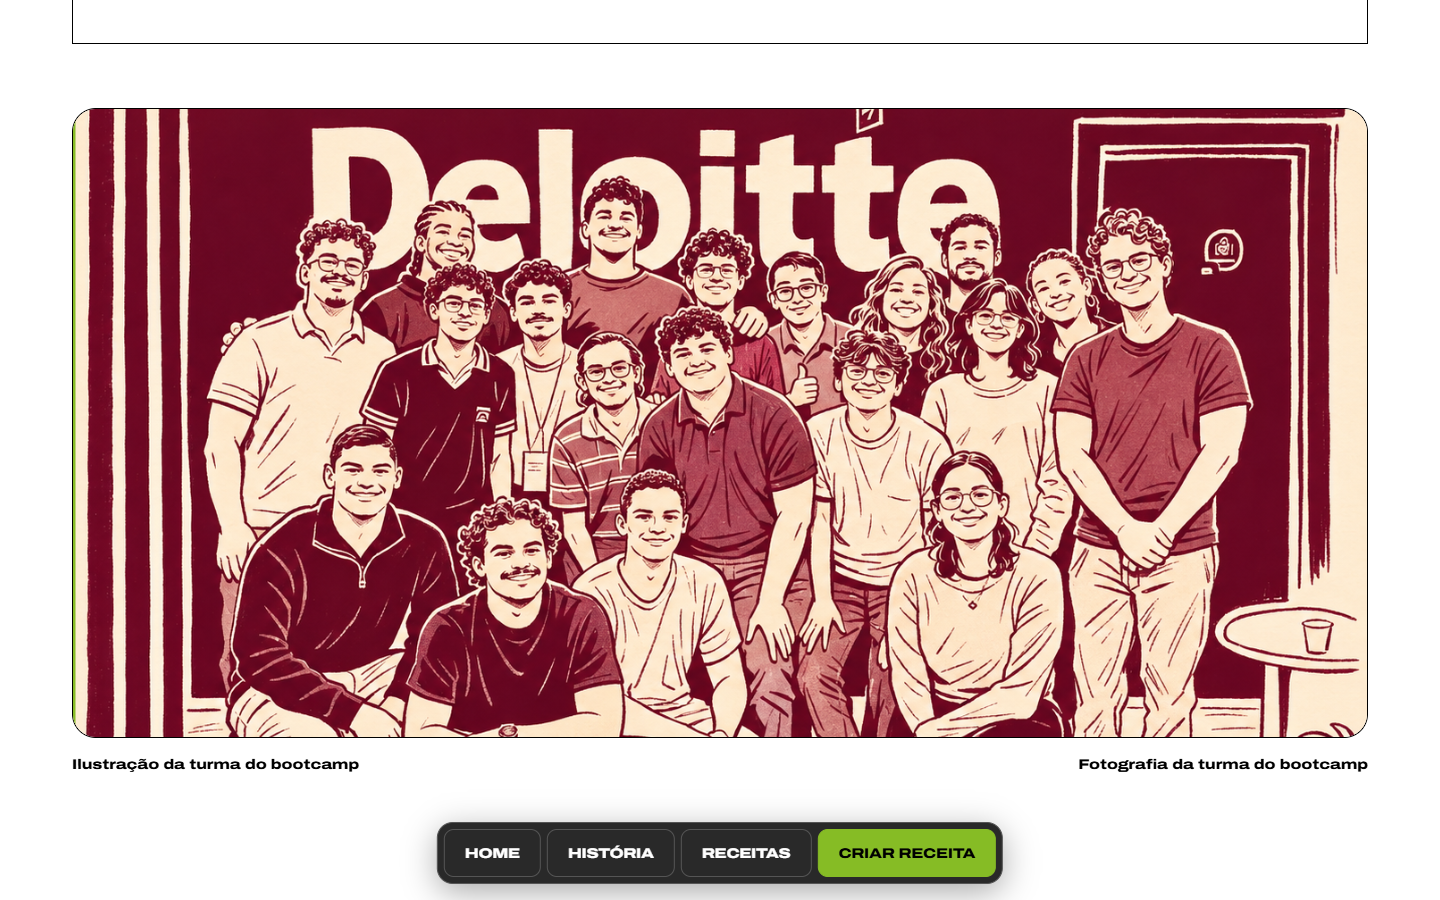 Deloitte
Ilustração da turma do bootcamp
Fotografia da turma do bootcamp
HOME
HISTÓRIA
RECEITAS
CRIAR RECEITA